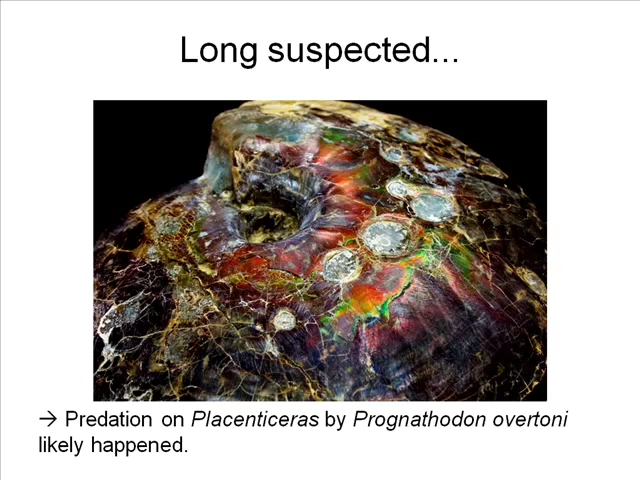 Long suspected...
→ Predation on Placenticeras by Prognathodon overtoni
likely happened.